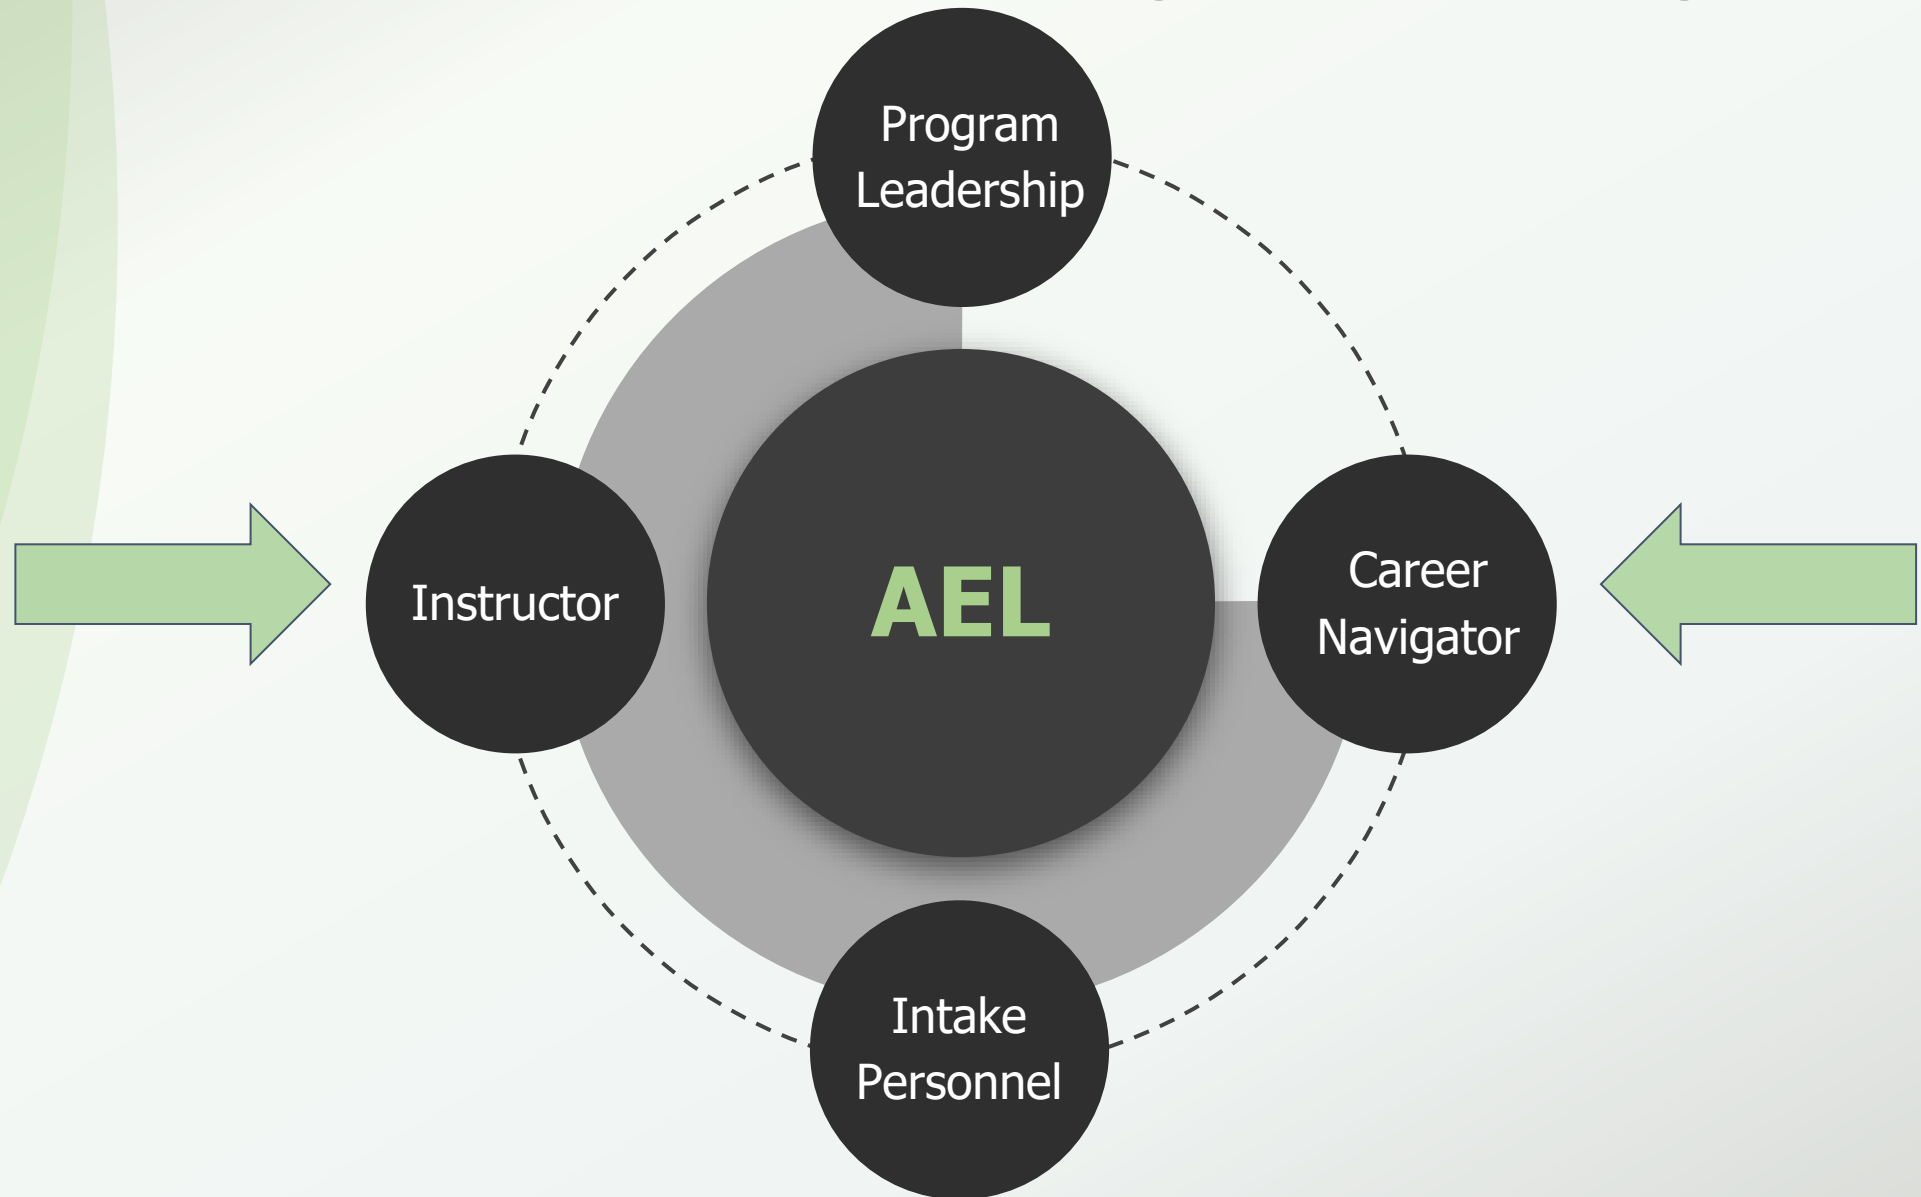 Program
Leadership
Instructor
AEL
Career
Navigator
Intake
Personnel